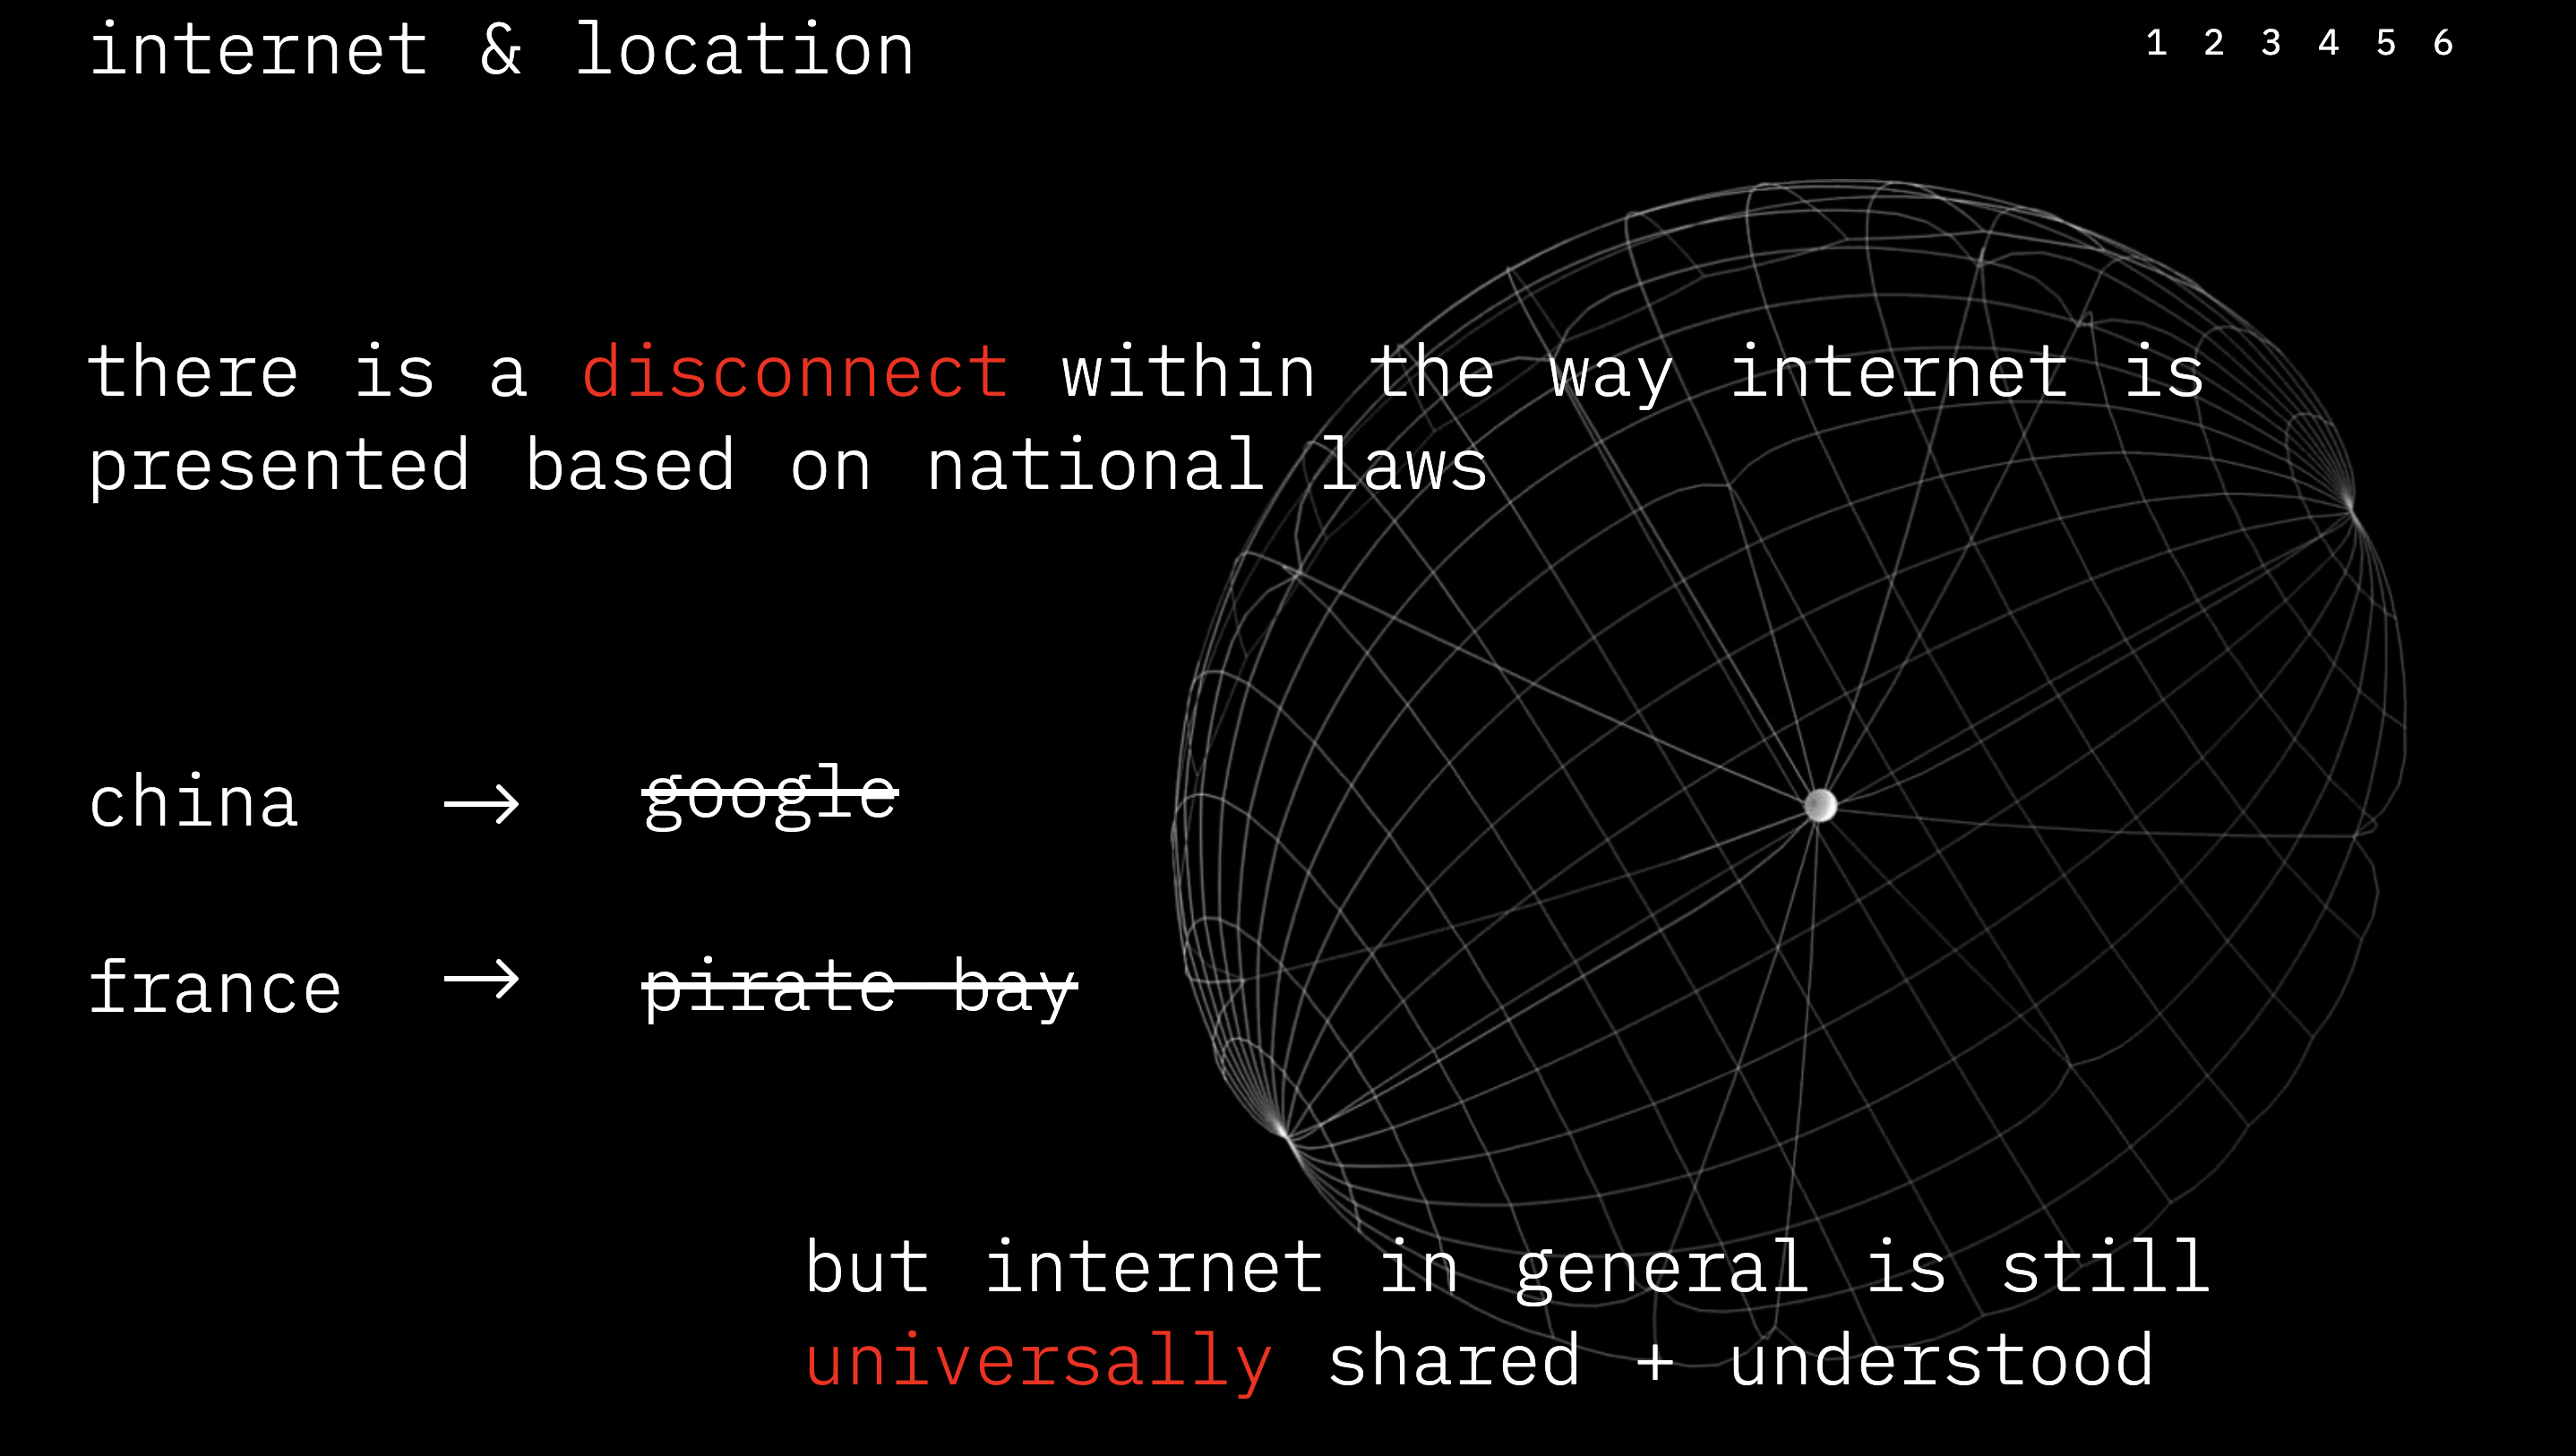 internet & location
1 2 3 4 5 6
there is a disconnect within the way internet is
presented based on national laws
china → google
france → pirate bay
but internet in general is still
universally shared + understood